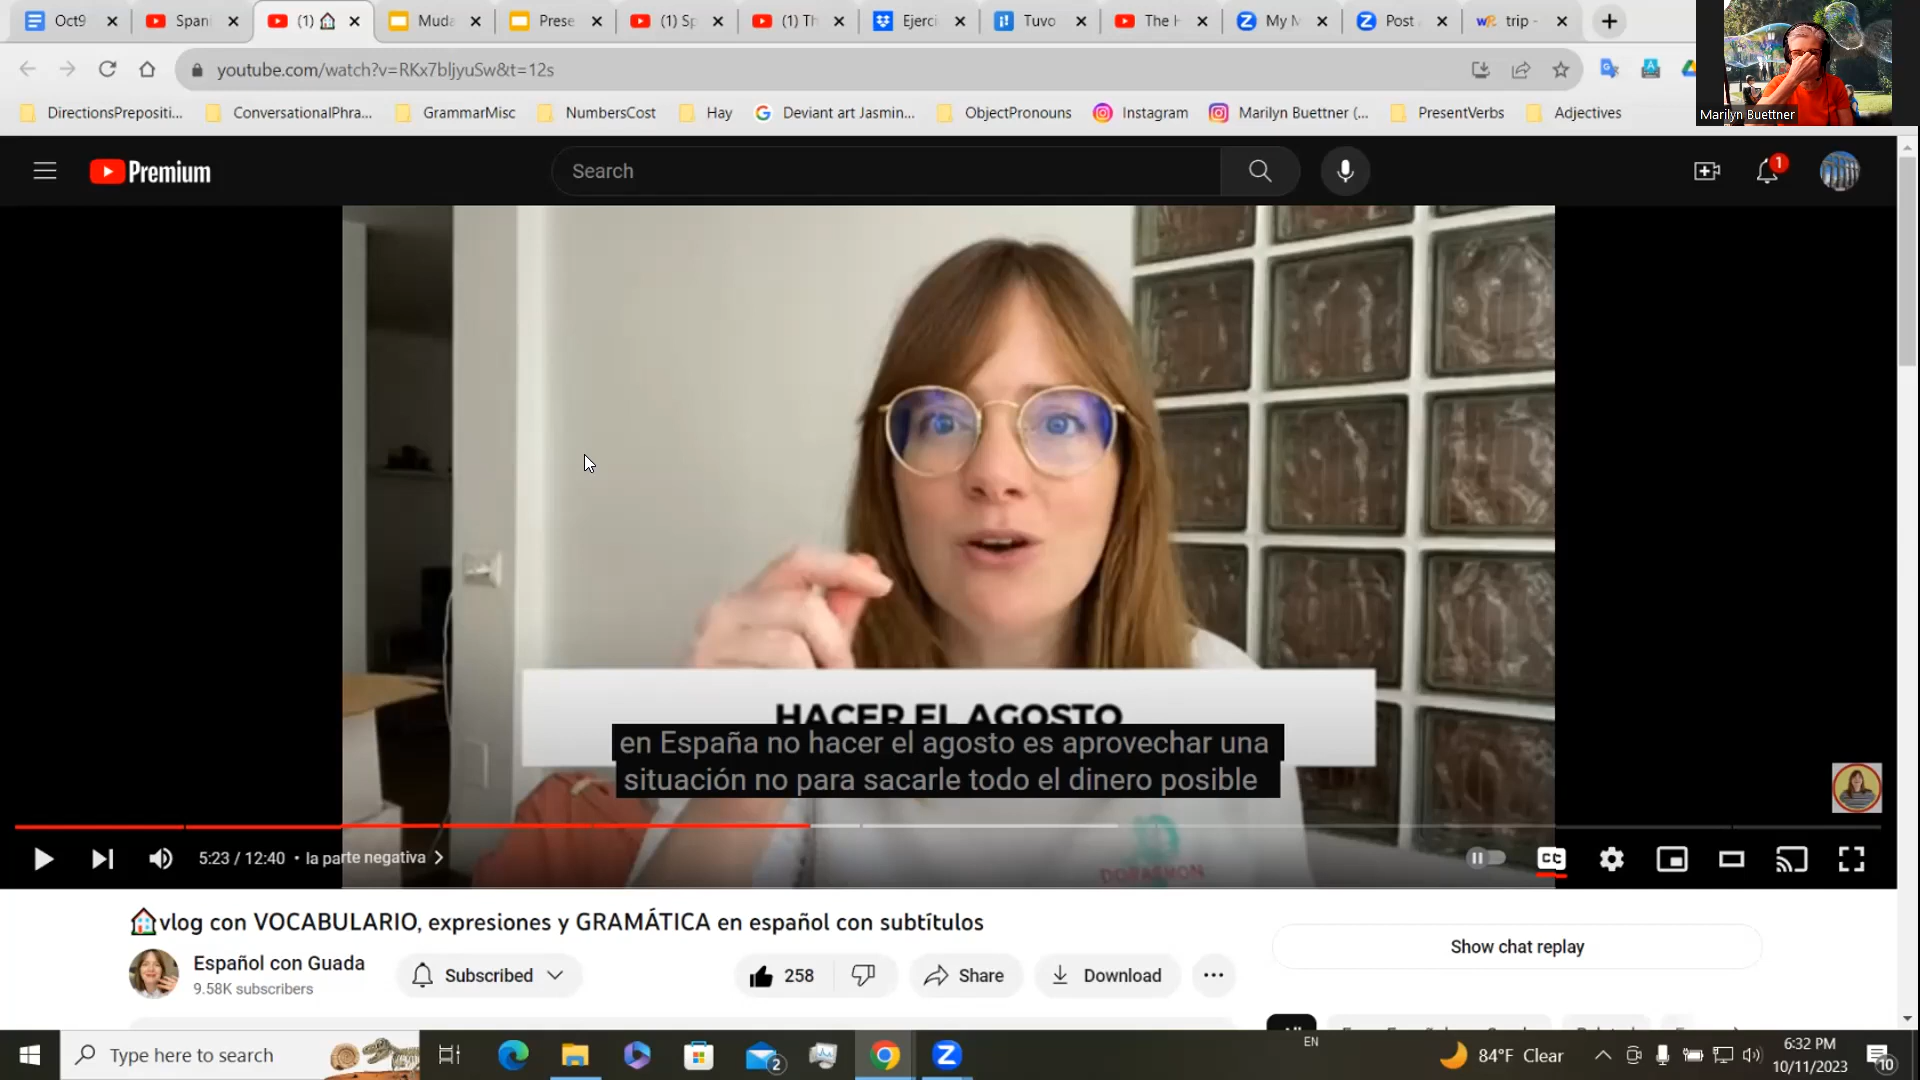 Oct9
Spani
(1)
Muda
Prese
(1) Sp
(1) Th
Ejerci
Tuvo
The H
My M
Post
trip -
youtube.com/watch?v=RKx7bljyuSw&t=12s
DirectionsPrepositi...
ConversationalPhra...
GrammarMisc
NumbersCost
Hay
Deviant art Jasmin...
ObjectPronouns
Instagram
Marilyn Buettner (...
PresentVerbs
Adjectives
Marilyn Buettner
Premium
Search
1
HACER EL AGOSTO
en España no hacer el agosto es aprovechar una
situación no para sacarle todo el dinero posible
DORAEMON
5:23 / 12:40 • la parte negativa
CC
vlog con VOCABULARIO, expresiones y GRAMÁTICA en español con subtítulos
Español con Guada
9.58K subscribers
Subscribed
258
Share
Download
Show chat replay
Type here to search
2
EN
84°F Clear
6:32 PM
10/11/2023
10